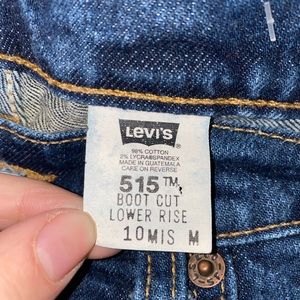 LEVI'S
98% COTTON
2% LYCRA®SPANDEX
MADE IN GUATEMALA
CARE ON REVERSE
515™
BOOT CUT
LOWER RISE
10MIS M